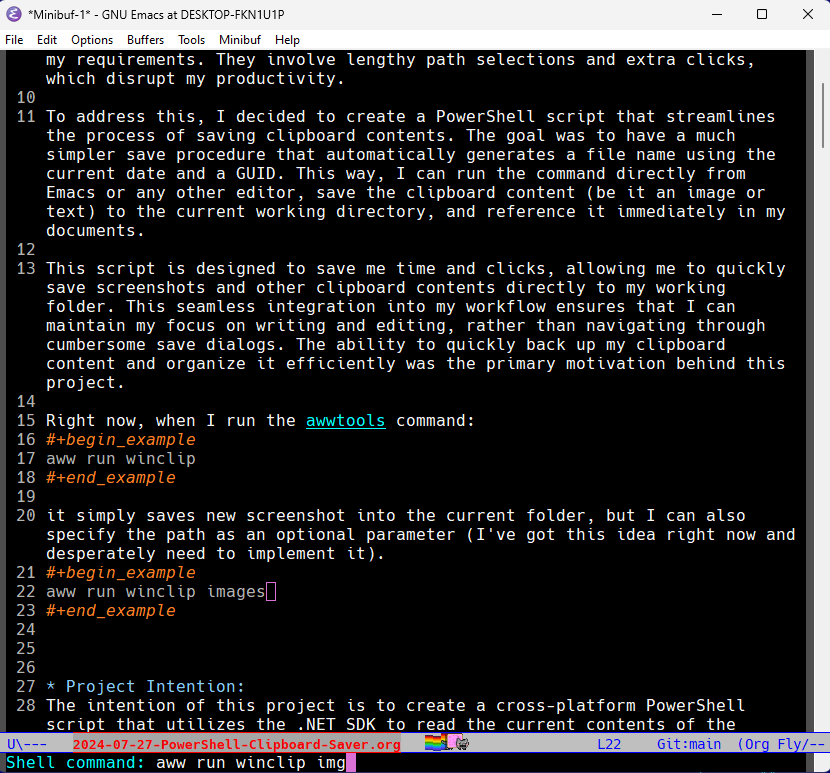 *Minibuf-1* - GNU Emacs at DESKTOP-FKN1U1P
File Edit Options Buffers Tools Minibuf Help
my requirements. They involve lengthy path selections and extra clicks,
which disrupt my productivity.
10
11 To address this, I decided to create a PowerShell script that streamlines
the process of saving clipboard contents. The goal was to have a much
simpler save procedure that automatically generates a file name using the
current date and a GUID. This way, I can run the command directly from
Emacs or any other editor, save the clipboard content (be it an image or
text) to the current working directory, and reference it immediately in my
documents.
12
13 This script is designed to save me time and clicks, allowing me to quickly
save screenshots and other clipboard contents directly to my working
folder. This seamless integration into my workflow ensures that I can
maintain my focus on writing and editing, rather than navigating through
cumbersome save dialogs. The ability to quickly back up my clipboard
content and organize it efficiently was the primary motivation behind this
project.
14
15 Right now, when I run the awwtools command:
16 #+begin_example
17 aww run winclip
18 #+end_example
19
20 it simply saves new screenshot into the current folder, but I can also
specify the path as an optional parameter (I've got this idea right now and
desperately need to implement it).
21 #+begin_example
22 aww run winclip images
23 #+end_example
24
25
26
27 * Project Intention:
28 The intention of this project is to create a cross-platform PowerShell
script that utilizes the .NET SDK to read the current contents of the
U\--- 2024-07-27-PowerShell-Clipboard-Saver.org L22 Git:main (Org Fly/--
Shell command: aww run winclip img